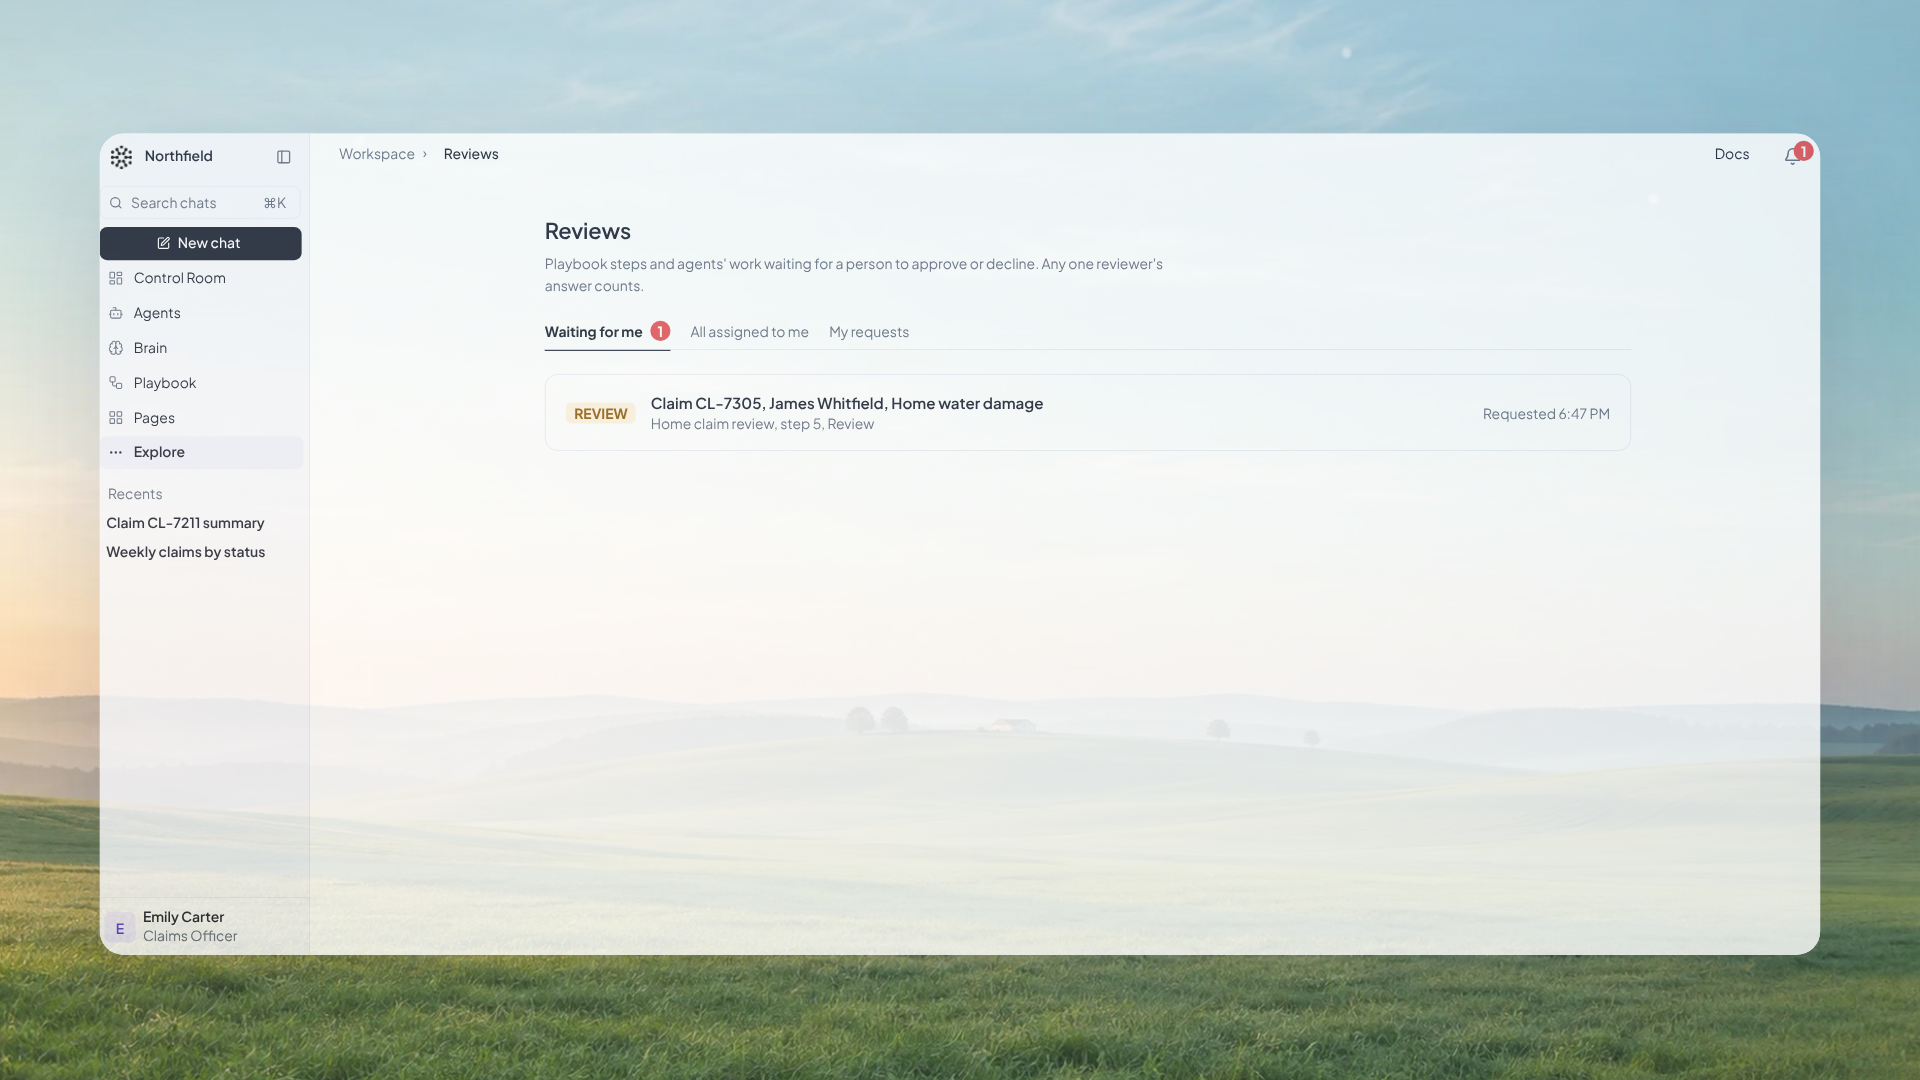 Northfield
Search chats ⌘K
New chat
Control Room
Agents
Brain
Playbook
Pages
Explore
Recents
Claim CL-7211 summary
Weekly claims by status
E
Emily Carter
Claims Officer
Workspace › Reviews
Docs
1
Reviews
Playbook steps and agents' work waiting for a person to approve or decline. Any one reviewer's
answer counts.
Waiting for me 1 All assigned to me My requests
REVIEW
Claim CL-7305, James Whitfield, Home water damage
Home claim review, step 5, Review
Requested 6:47 PM